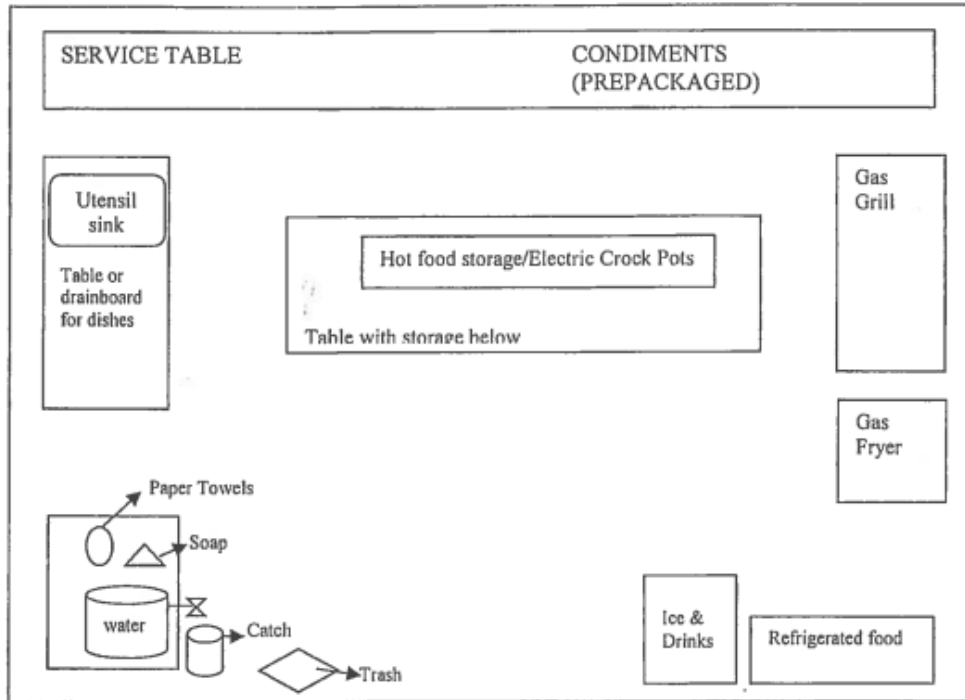 SERVICE TABLE
CONDIMENTS
(PREPACKAGED)
Utensil
sink
Table or
drainboard
for dishes
Hot food storage/Electric Crock Pots
Table with storage below
Gas
Grill
Gas
Fryer
Paper Towels
Soap
water
Catch
Trash
Ice &
Drinks
Refrigerated food